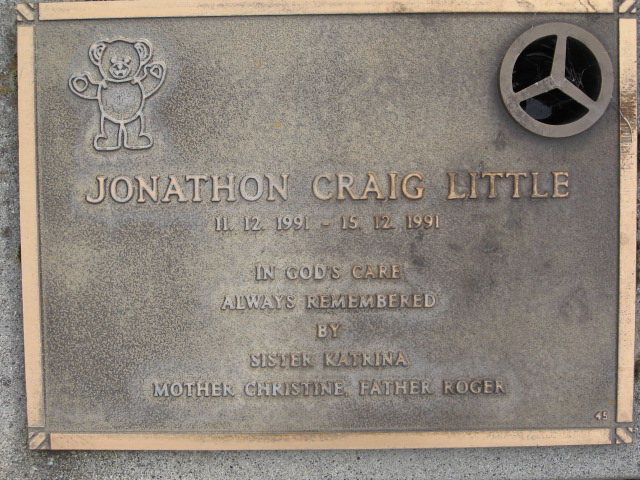 JONATHON CRAIG LITTLE
11. 12. 1991 - 15. 12. 1991
IN GOD'S CARE
ALWAYS REMEMBERED
BY
SISTER KATRINA
MOTHER CHRISTINE, FATHER ROGER
45